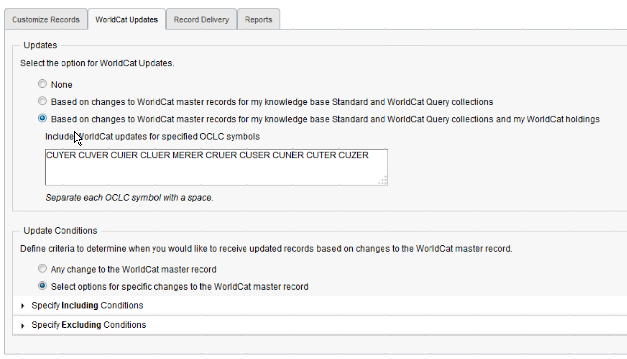 Customize Records WorldCat Updates Record Delivery Reports
Updates
Select the option for WorldCat Updates.
None
Based on changes to WorldCat master records for my knowledge base Standard and WorldCat Query collections
Based on changes to WorldCat master records for my knowledge base Standard and WorldCat Query collections and my WorldCat holdings
Include WorldCat updates for specified OCLC symbols
CUYER CUVER CUIER CLUER MERER CRUER CUSER CUNER CUTER CUZER
Separate each OCLC symbol with a space.
Update Conditions
Define criteria to determine when you would like to receive updated records based on changes to the WorldCat master record.
Any change to the WorldCat master record
Select options for specific changes to the WorldCat master record
Specify Including Conditions
Specify Excluding Conditions